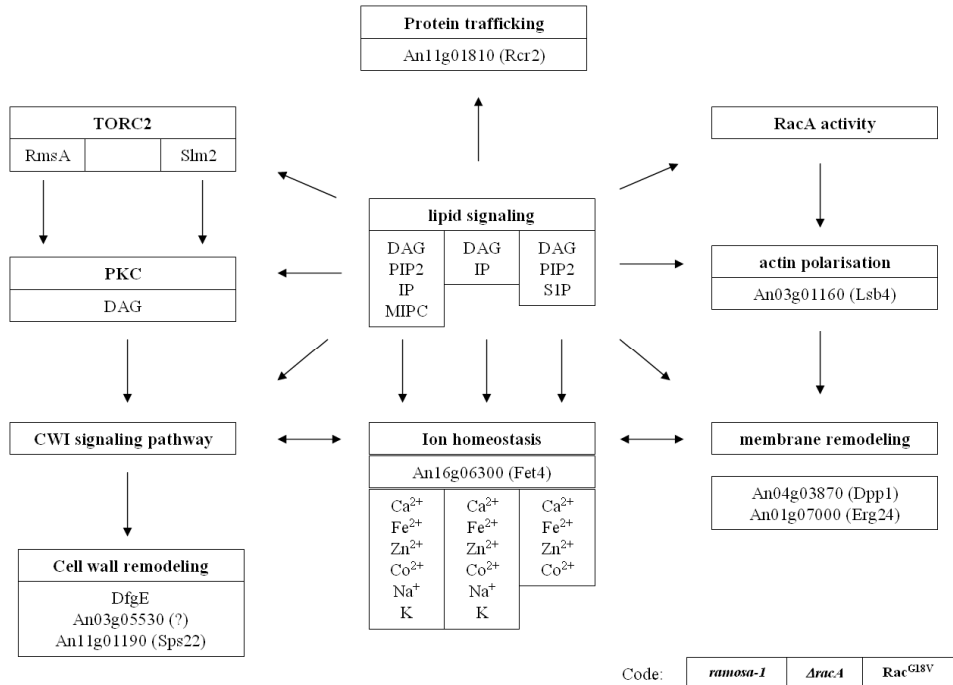 Protein trafficking
An11g01810 (Rcr2)
TORC2
RmsA Slm2
RacA activity
lipid signaling
DAG DAG DAG
PIP2 IP PIP2
IP S1P
MIPC
PKC
DAG
actin polarisation
An03g01160 (Lsb4)
CWI signaling pathway
Ion homeostasis
An16g06300 (Fet4)
Ca²⁺ Ca²⁺ Ca²⁺
Fe²⁺ Fe²⁺ Fe²⁺
Zn²⁺ Zn²⁺ Zn²⁺
Co²⁺ Co²⁺ Co²⁺
Na⁺ Na⁺
K K
membrane remodeling
An04g03870 (Dpp1)
An01g07000 (Erg24)
Cell wall remodeling
DfgE
An03g05530 (?)
An11g01190 (Sps22)
Code: ramosa-1 ΔracA Rac^G18V